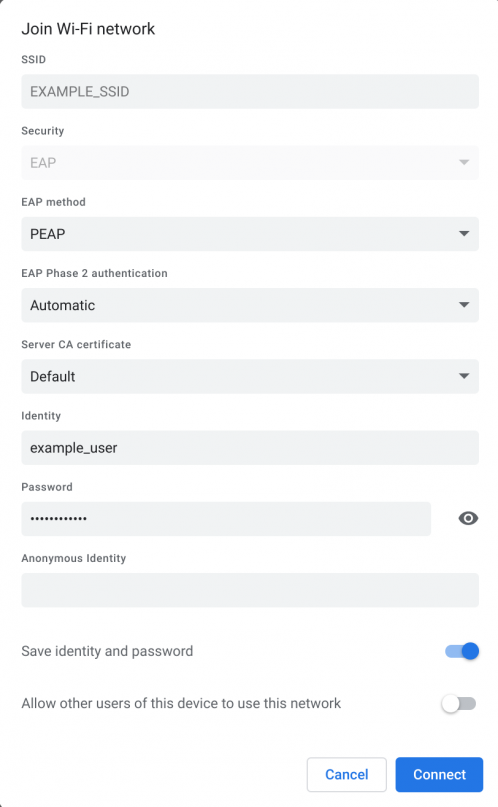 Join Wi-Fi network
SSID
EXAMPLE_SSID
Security
EAP
EAP method
PEAP
EAP Phase 2 authentication
Automatic
Server CA certificate
Default
Identity
example_user
Password
••••••••••••
Anonymous Identity
Save identity and password
Allow other users of this device to use this network
Cancel Connect